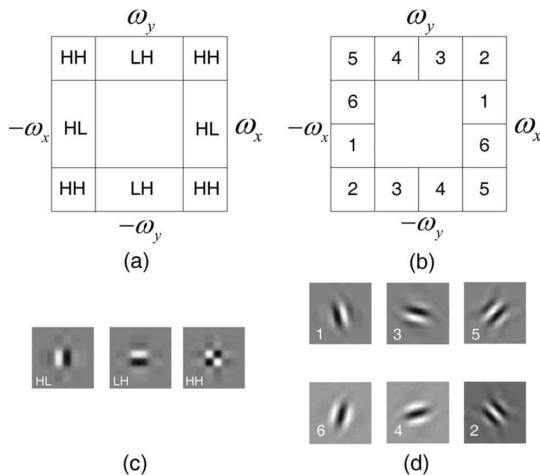 ω_y ω_y
HH LH HH 5 4 3 2
6 1
-ω_x HL HL ω_x -ω_x ω_x
1 6
HH LH HH 2 3 4 5
-ω_y -ω_y
(a) (b)
1 3 5
HL LH HH
6 4 2
(c) (d)